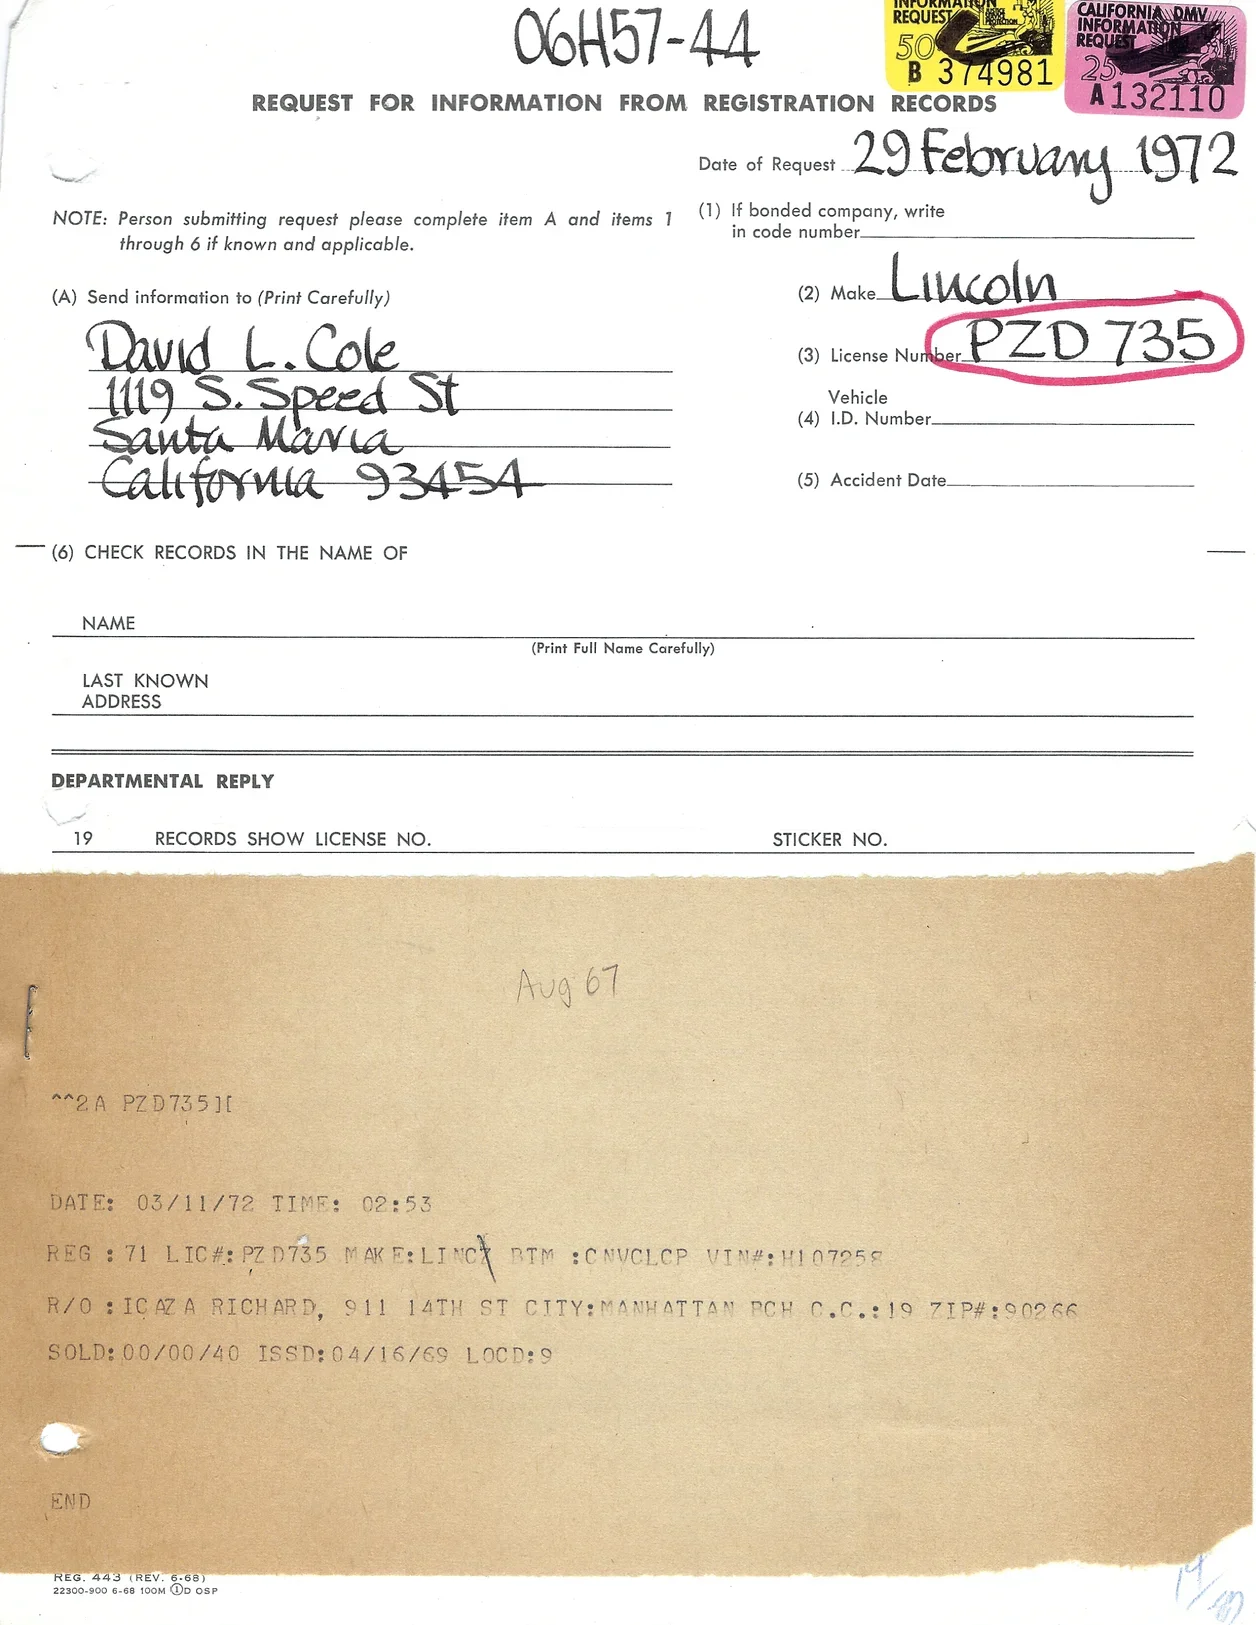 06H57-44
INFORMATION
REQUEST
50
B 374981
CALIFORNIA DMV
INFORMATION
REQUEST
25
A 132110
REQUEST FOR INFORMATION FROM REGISTRATION RECORDS
Date of Request 29 February 1972
NOTE: Person submitting request please complete item A and items 1
through 6 if known and applicable.
(1) If bonded company, write
in code number
(A) Send information to (Print Carefully)
(2) Make Lincoln
David L. Cole
(3) License Number PZD 735
1119 S. Speed St
Vehicle
(4) I.D. Number
Santa Maria
California 93454
(5) Accident Date
(6) CHECK RECORDS IN THE NAME OF
NAME
(Print Full Name Carefully)
LAST KNOWN
ADDRESS
DEPARTMENTAL REPLY
19 RECORDS SHOW LICENSE NO. STICKER NO.
Aug 67
^^2A PZD735][
DATE: 03/11/72 TIME: 02:53
REG :71 LIC#:PZD735 MAKE:LINC BTM :CNVCLCP VIN#:H107258
R/O :ICAZA RICHARD, 911 14TH ST CITY:MANHATTAN BCH C.C.:19 ZIP#:90266
SOLD:00/00/40 ISSD:04/16/69 LOCD:9
END
REG. 443 (REV. 6-68)
22300-900 6-68 100M ①D OSP